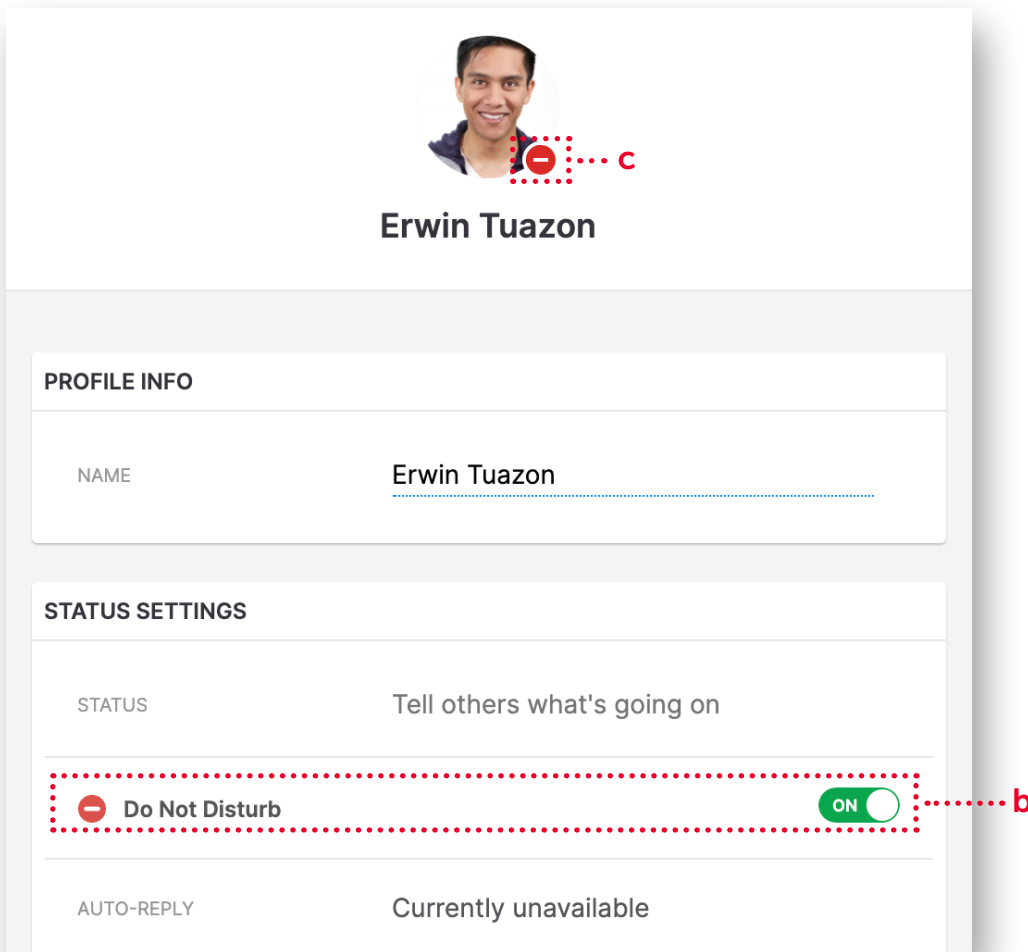 c
Erwin Tuazon
PROFILE INFO
NAME Erwin Tuazon
STATUS SETTINGS
STATUS Tell others what's going on
Do Not Disturb ON b
AUTO-REPLY Currently unavailable